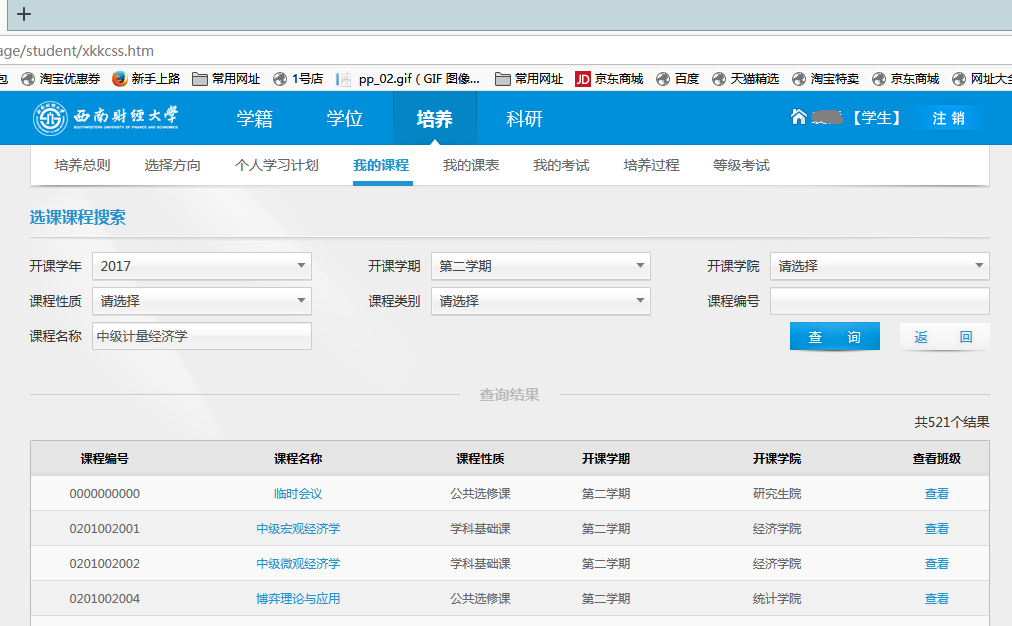 age/student/xkkcss.htm
包 淘宝优惠券 新手上路 常用网址 1号店 pp_02.gif ( GIF 图像... 常用网址 JD 京东商城 百度 天猫精选 淘宝特卖 京东商城 网址大全
西南财经大学 学籍 学位 培养 科研 【学生】 注 销
SOUTHWESTERN UNIVERSITY OF FINANCE AND ECONOMICS
培养总则 选择方向 个人学习计划 我的课程 我的课表 我的考试 培养过程 等级考试
选课课程搜索
开课学年 2017 开课学期 第二学期 开课学院 请选择
课程性质 请选择 课程类别 请选择 课程编号
课程名称 中级计量经济学 查 询 返 回
查询结果
共521个结果
课程编号 课程名称 课程性质 开课学期 开课学院 查看班级
0000000000 临时会议 公共选修课 第二学期 研究生院 查看
0201002001 中级宏观经济学 学科基础课 第二学期 经济学院 查看
0201002002 中级微观经济学 学科基础课 第二学期 经济学院 查看
0201002004 博弈理论与应用 公共选修课 第二学期 统计学院 查看